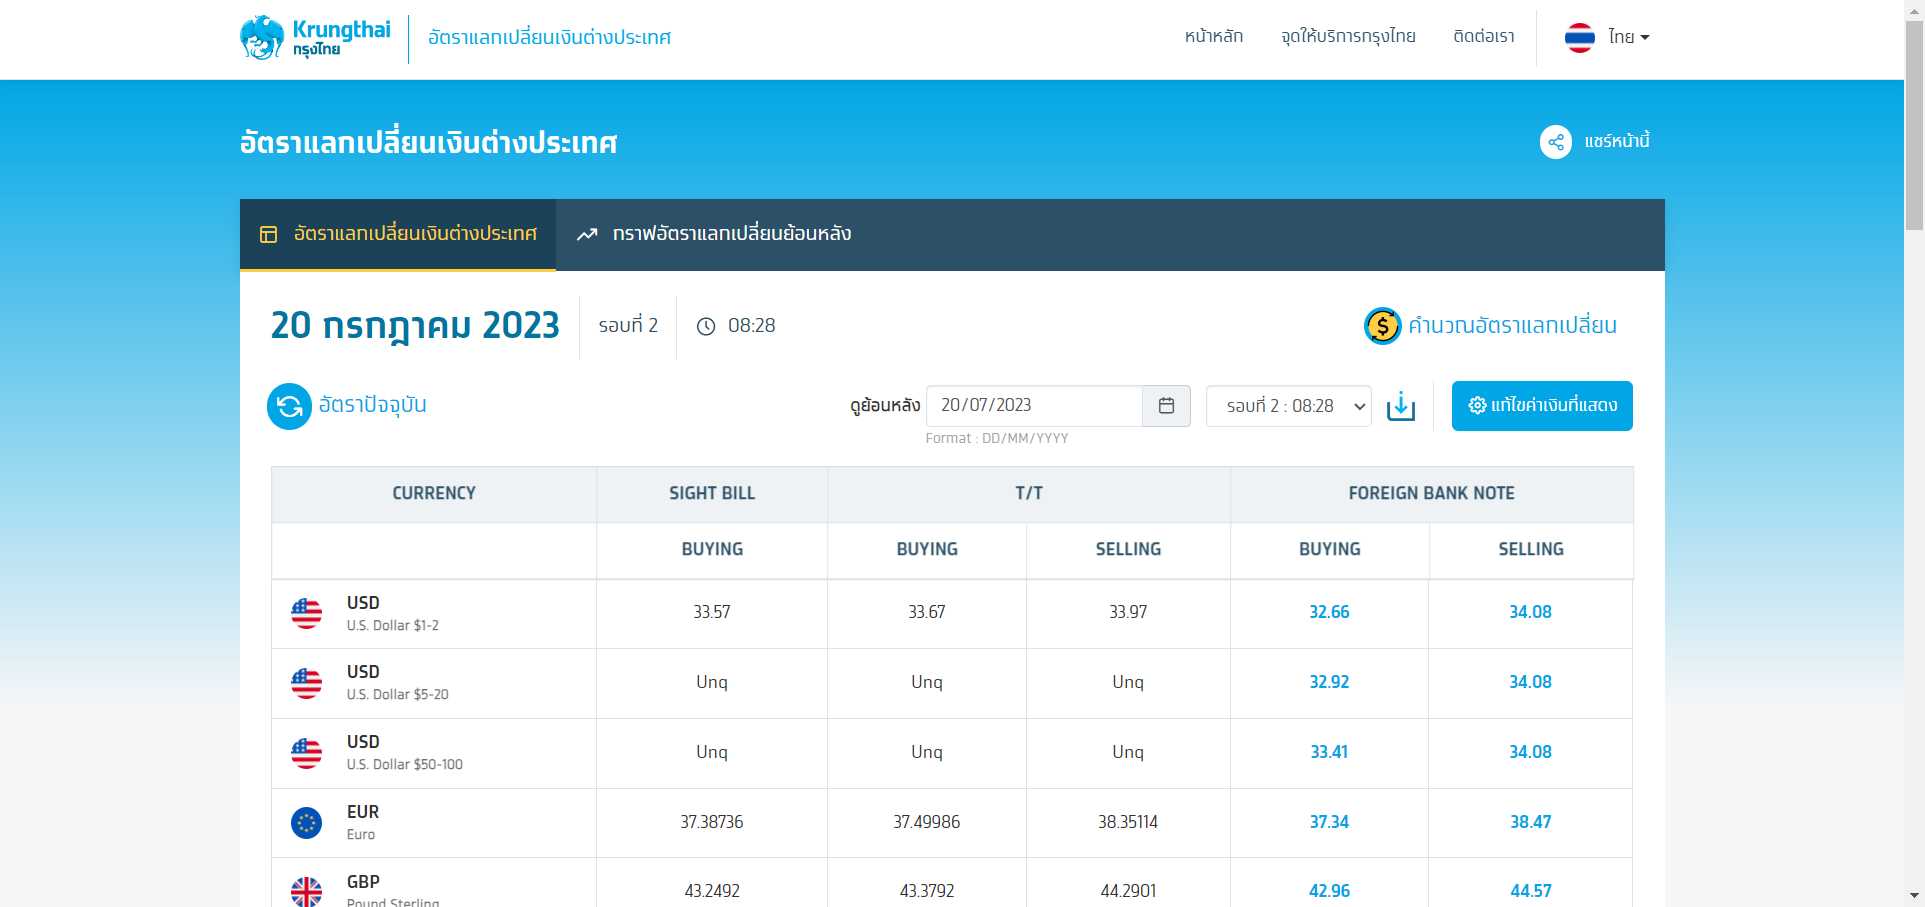 Krungthai
กรุงไทย
อัตราแลกเปลี่ยนเงินต่างประเทศ
หน้าหลัก
จุดให้บริการกรุงไทย
ติดต่อเรา
ไทย
อัตราแลกเปลี่ยนเงินต่างประเทศ
แชร์หน้านี้
อัตราแลกเปลี่ยนเงินต่างประเทศ
กราฟอัตราแลกเปลี่ยนย้อนหลัง
20 กรกฎาคม 2023
รอบที่ 2
08:28
คำนวณอัตราแลกเปลี่ยน
อัตราปัจจุบัน
ดูย้อนหลัง
20/07/2023
รอบที่ 2 : 08:28
แก้ไขค่าเงินที่แสดง
Format : DD/MM/YYYY
CURRENCY SIGHT BILL T/T FOREIGN BANK NOTE
BUYING BUYING SELLING BUYING SELLING
USD
U.S. Dollar $1-2
33.57 33.67 33.97 32.66 34.08
USD
U.S. Dollar $5-20
Unq Unq Unq 32.92 34.08
USD
U.S. Dollar $50-100
Unq Unq Unq 33.41 34.08
EUR
Euro
37.38736 37.49986 38.35114 37.34 38.47
GBP
Pound Sterling
43.2492 43.3792 44.2901 42.96 44.57